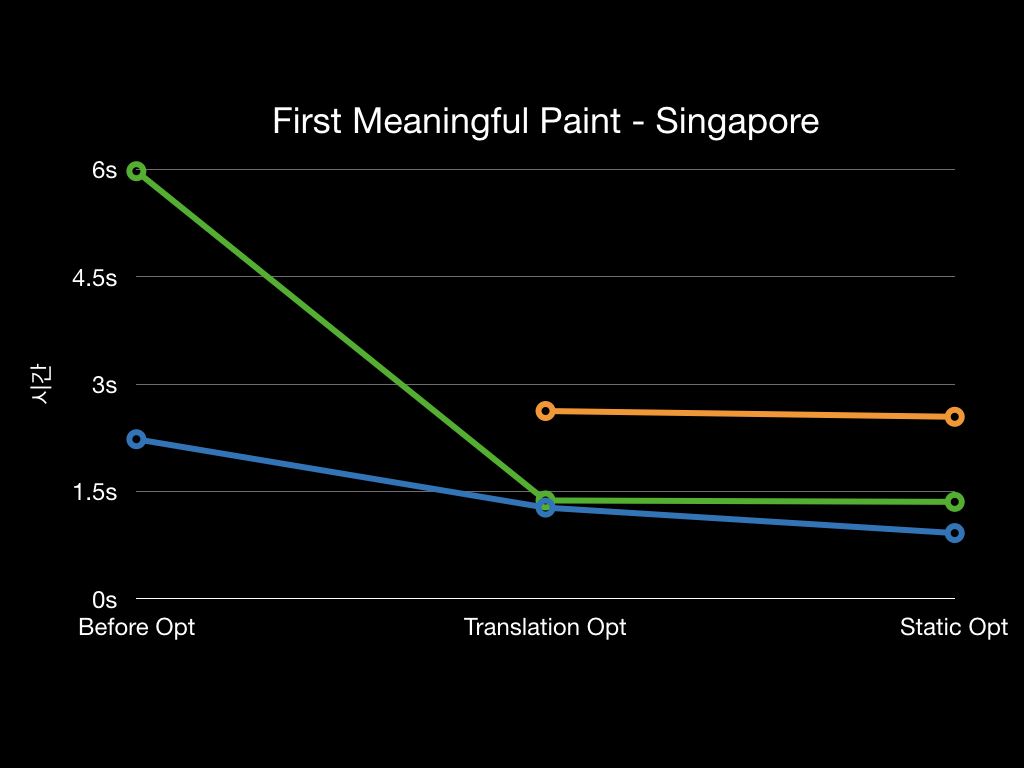 First Meaningful Paint - Singapore
6s
4.5s
3s
1.5s
0s
시간
Before Opt
Translation Opt
Static Opt